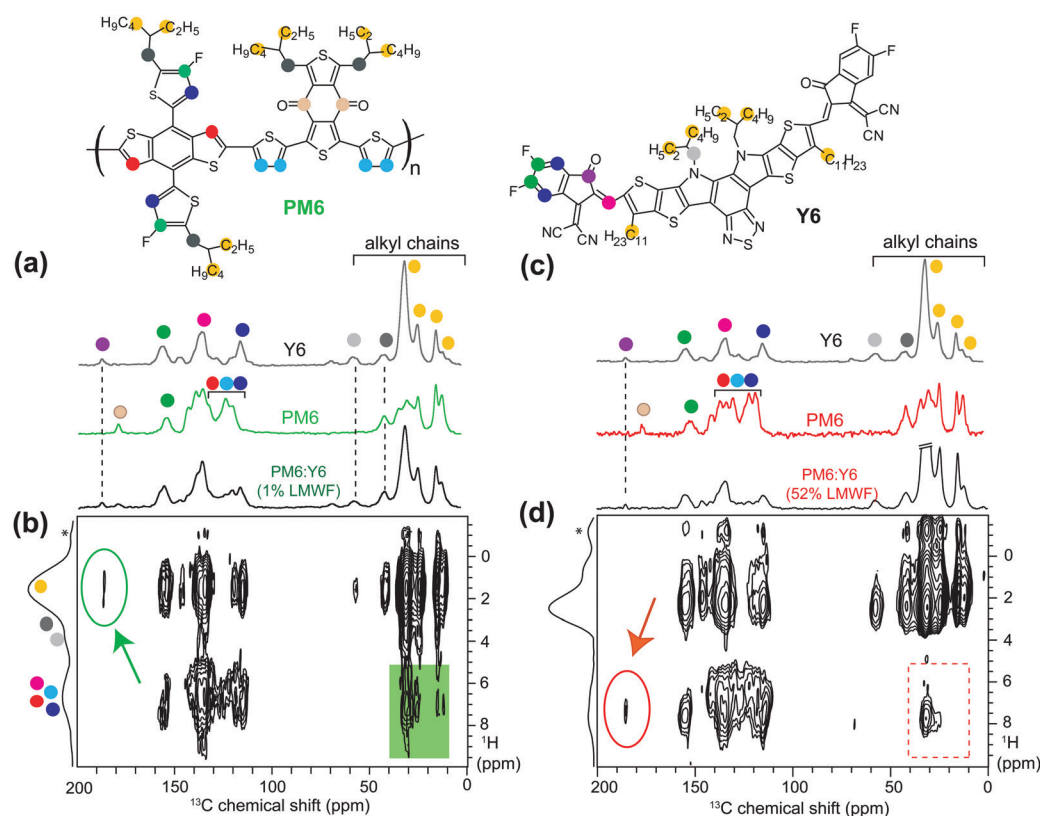 H₉C₄ C₂H₅
F
S
S
S
S
F
H₉C₄ C₂H₅
H₉C₄ C₂H₅ H₅C₂ C₄H₉
S
O O
S S S
n
PM6
F
F
O
CN
CN
H₅C₂ C₄H₉
H₅C₂ C₄H₉
S
C₁₁H₂₃
N N
S S
S S
F
F
O
H₂₃C₁₁
NC
CN
N N
S
Y6
(a)
alkyl chains
Y6
PM6
PM6:Y6
(1% LMWF)
(b)
*
0
2
4
6
8
¹H
(ppm)
200 150 100 50 0
¹³C chemical shift (ppm)
(c)
alkyl chains
Y6
PM6
PM6:Y6
(52% LMWF)
(d)
*
0
2
4
6
8
¹H
(ppm)
200 150 100 50 0
¹³C chemical shift (ppm)